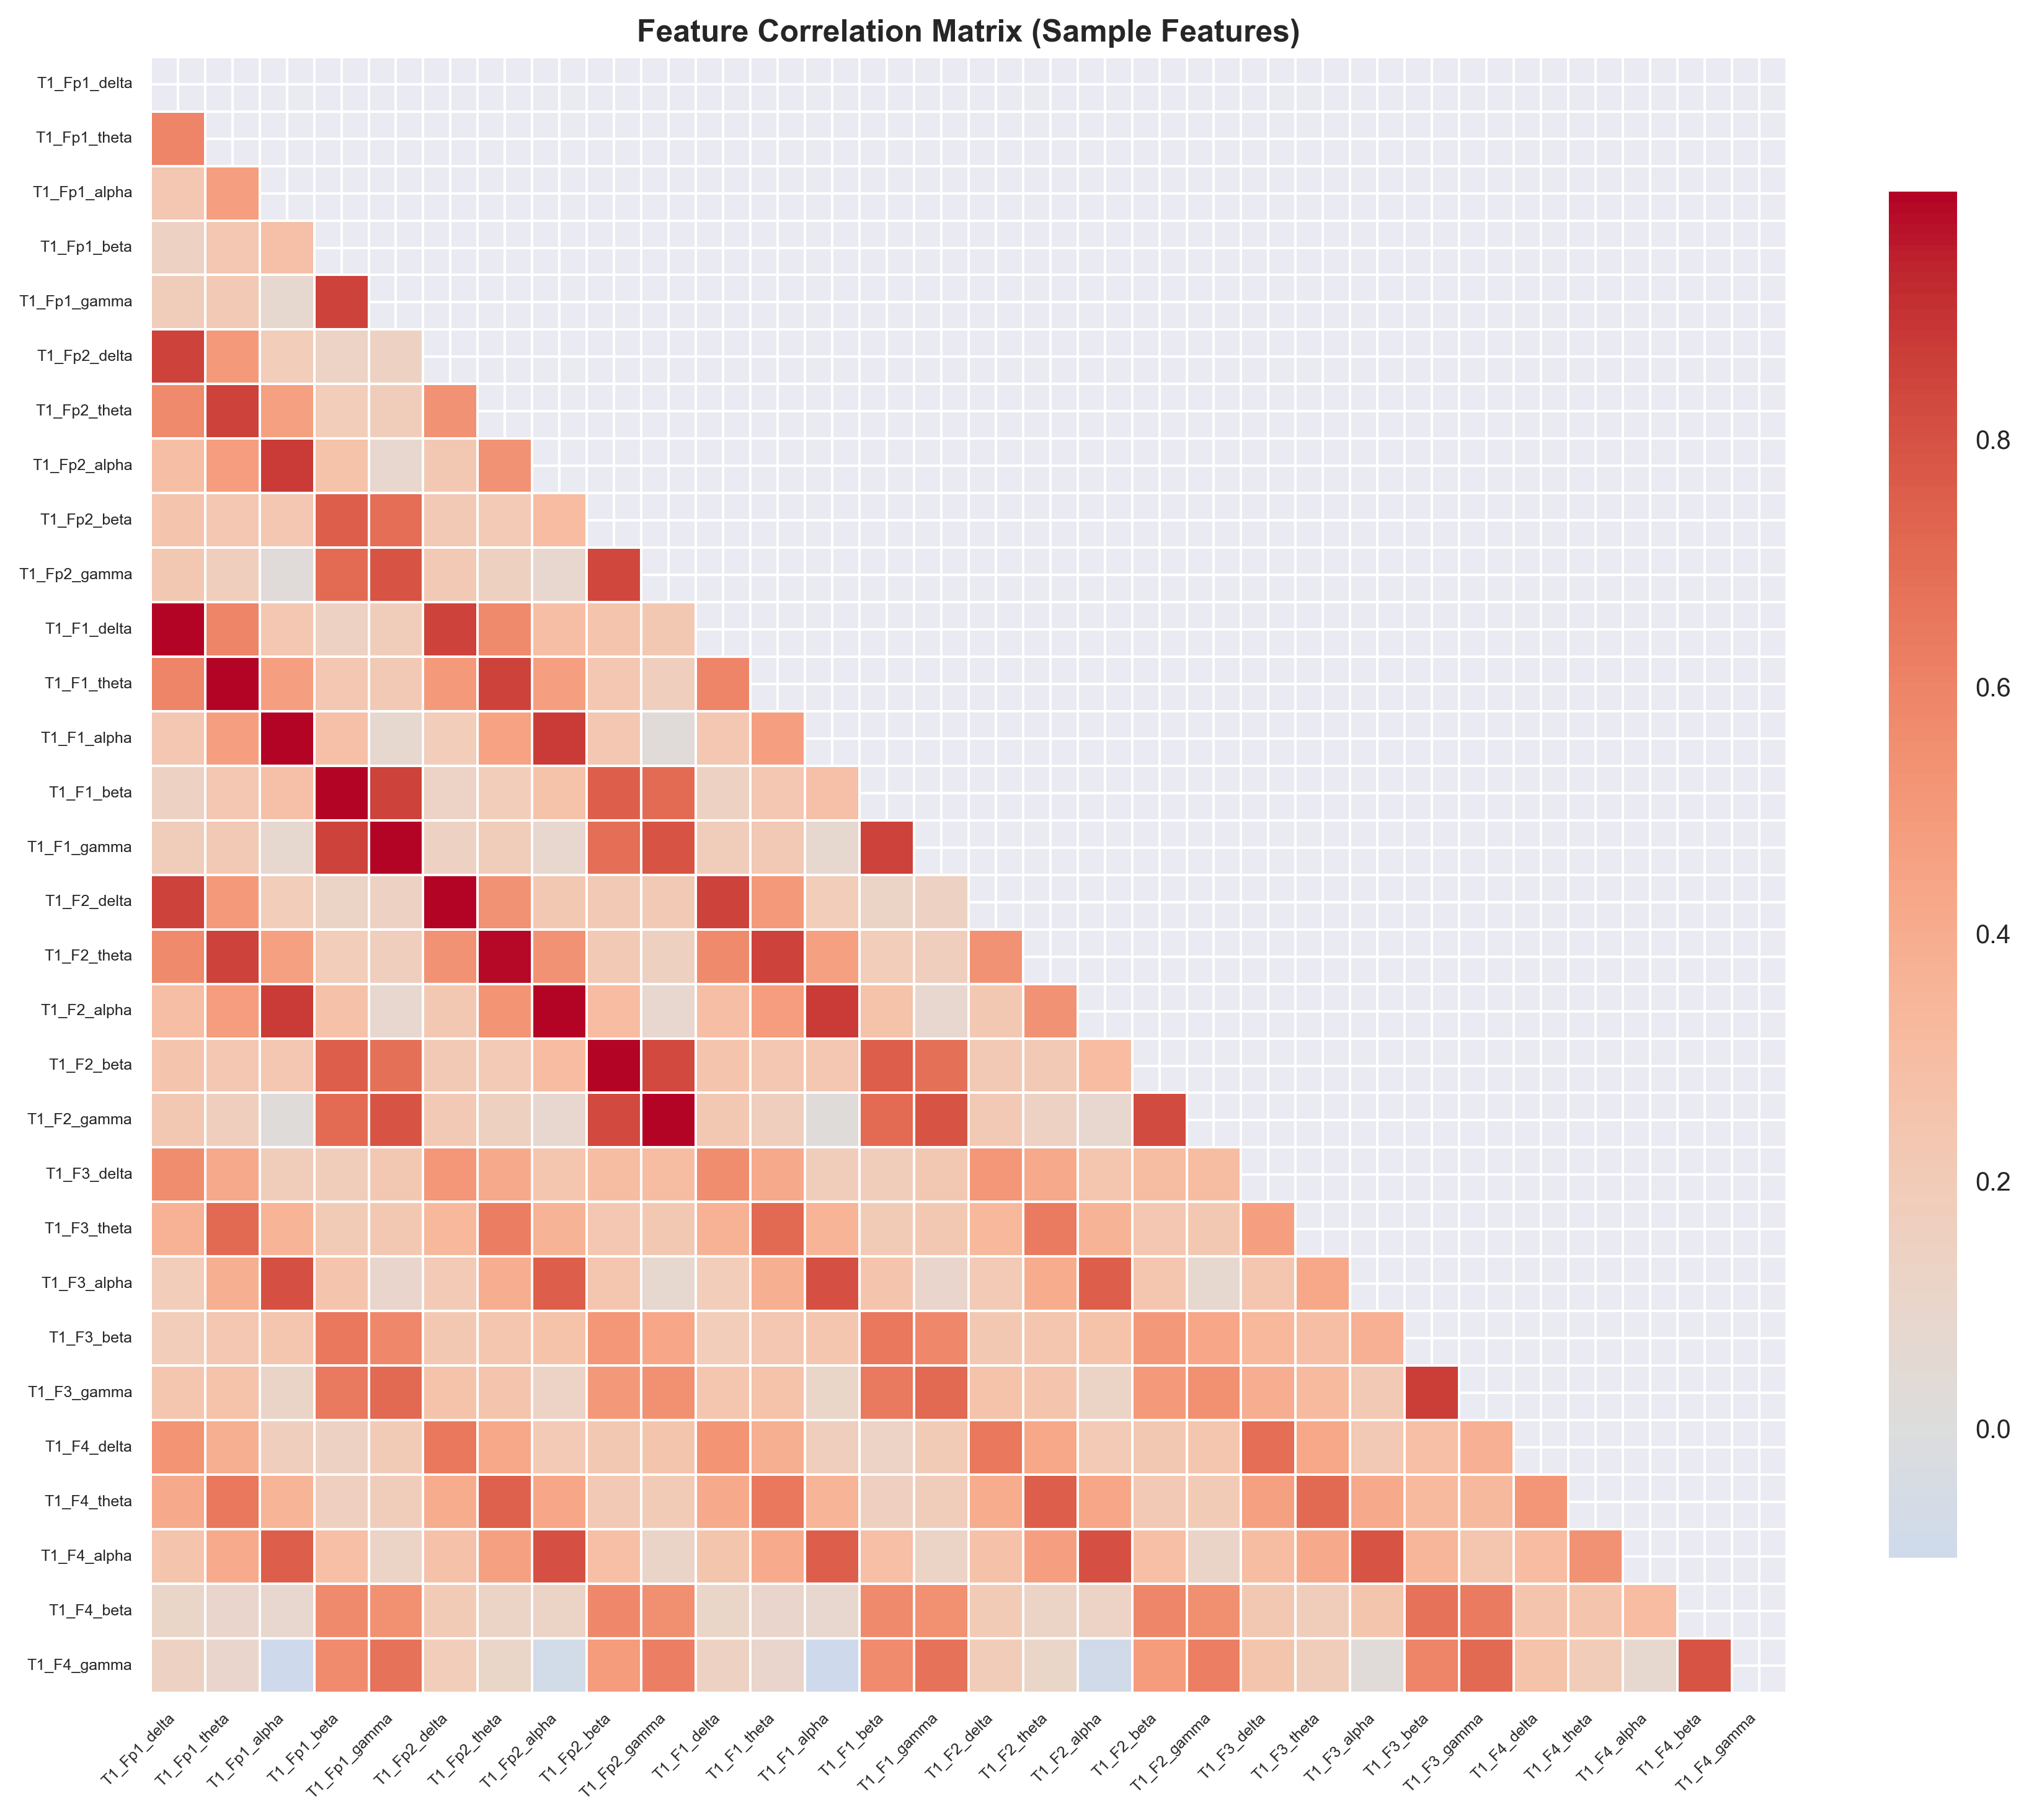 Feature Correlation Matrix (Sample Features)
T1_Fp1_delta
T1_Fp1_theta
T1_Fp1_alpha
T1_Fp1_beta
T1_Fp1_gamma
T1_Fp2_delta
T1_Fp2_theta
T1_Fp2_alpha
T1_Fp2_beta
T1_Fp2_gamma
T1_F1_delta
T1_F1_theta
T1_F1_alpha
T1_F1_beta
T1_F1_gamma
T1_F2_delta
T1_F2_theta
T1_F2_alpha
T1_F2_beta
T1_F2_gamma
T1_F3_delta
T1_F3_theta
T1_F3_alpha
T1_F3_beta
T1_F3_gamma
T1_F4_delta
T1_F4_theta
T1_F4_alpha
T1_F4_beta
T1_F4_gamma
T1_Fp1_delta
T1_Fp1_theta
T1_Fp1_alpha
T1_Fp1_beta
T1_Fp1_gamma
T1_Fp2_delta
T1_Fp2_theta
T1_Fp2_alpha
T1_Fp2_beta
T1_Fp2_gamma
T1_F1_delta
T1_F1_theta
T1_F1_alpha
T1_F1_beta
T1_F1_gamma
T1_F2_delta
T1_F2_theta
T1_F2_alpha
T1_F2_beta
T1_F2_gamma
T1_F3_delta
T1_F3_theta
T1_F3_alpha
T1_F3_beta
T1_F3_gamma
T1_F4_delta
T1_F4_theta
T1_F4_alpha
T1_F4_beta
T1_F4_gamma
0.8
0.6
0.4
0.2
0.0